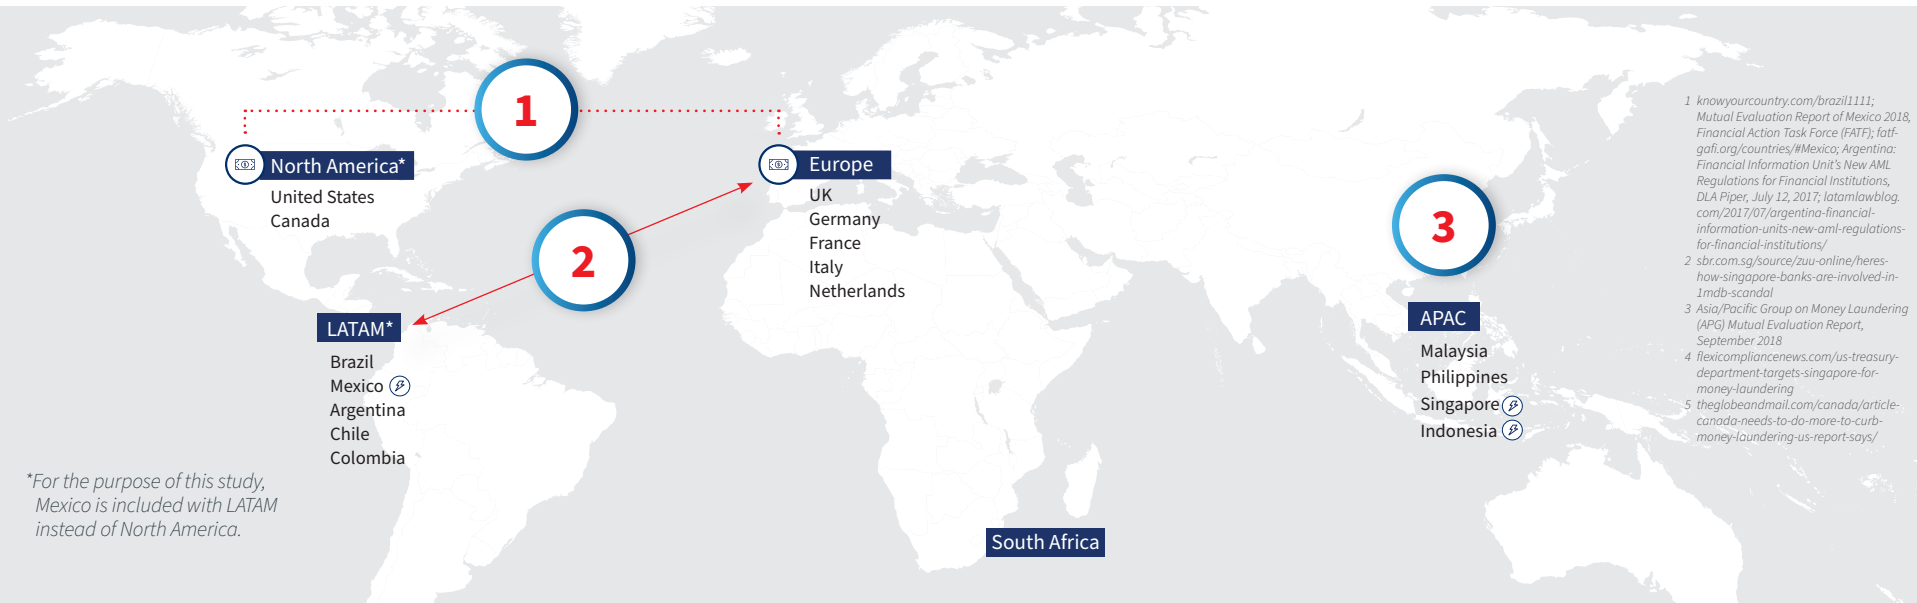 1
North America*
United States
Canada
Europe
UK
Germany
France
Italy
Netherlands
2
LATAM*
Brazil
Mexico
Argentina
Chile
Colombia
3
APAC
Malaysia
Philippines
Singapore
Indonesia
South Africa
*For the purpose of this study,
Mexico is included with LATAM
instead of North America.
1 knowyourcountry.com/brazil1111;
Mutual Evaluation Report of Mexico 2018,
Financial Action Task Force (FATF); fatf-
gafi.org/countries/#Mexico; Argentina:
Financial Information Unit's New AML
Regulations for Financial Institutions,
DLA Piper, July 12, 2017; latamlawblog.
com/2017/07/argentina-financial-
information-units-new-aml-regulations-
for-financial-institutions/
2 sbr.com.sg/source/zuu-online/heres-
how-singapore-banks-are-involved-in-
1mdb-scandal
3 Asia/Pacific Group on Money Laundering
(APG) Mutual Evaluation Report,
September 2018
4 flexicompliancenews.com/us-treasury-
department-targets-singapore-for-
money-laundering
5 theglobeandmail.com/canada/article-
canada-needs-to-do-more-to-curb-
money-laundering-us-report-says/